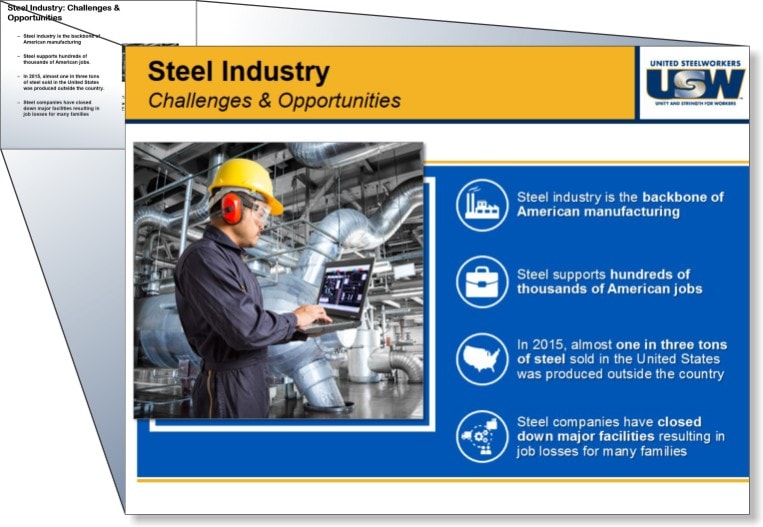 Steel Industry: Challenges &
Opportunities
– Steel industry is the backbone of
American manufacturing
– Steel supports hundreds of
thousands of American jobs.
– In 2015, almost one in three tons
of steel sold in the United States
was produced outside the country.
– Steel companies have closed
down major facilities resulting in
job losses for many families
Steel Industry
Challenges & Opportunities
UNITED STEELWORKERS
USW
UNITY AND STRENGTH FOR WORKERS
Steel industry is the backbone of
American manufacturing
Steel supports hundreds of
thousands of American jobs
In 2015, almost one in three tons
of steel sold in the United States
was produced outside the country
Steel companies have closed
down major facilities resulting in
job losses for many families